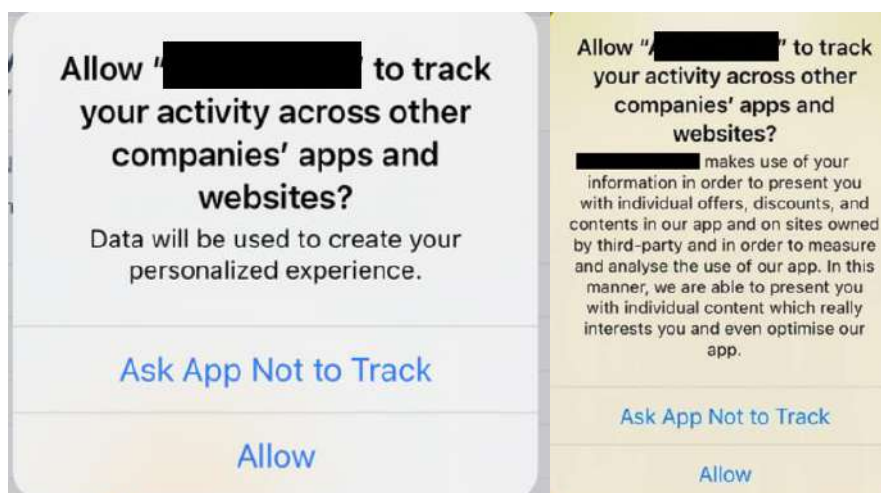 Allow “ ” to track
your activity across other
companies’ apps and
websites?
Data will be used to create your
personalized experience.
Ask App Not to Track
Allow
Allow “ ” to track
your activity across other
companies’ apps and
websites?
makes use of your
information in order to present you
with individual offers, discounts, and
contents in our app and on sites owned
by third-party and in order to measure
and analyse the use of our app. In this
manner, we are able to present you
with individual content which really
interests you and even optimise our
app.
Ask App Not to Track
Allow